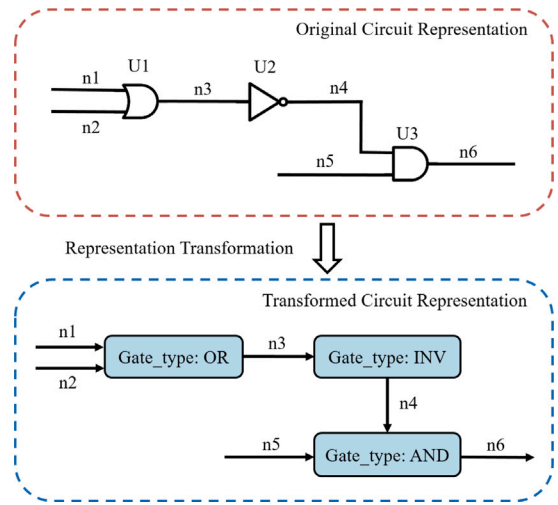 Original Circuit Representation
n1
U1
U2
n2
n3
n4
U3
n5
n6
Representation Transformation
Transformed Circuit Representation
n1
n2
Gate_type: OR
n3
Gate_type: INV
n4
n5
Gate_type: AND
n6